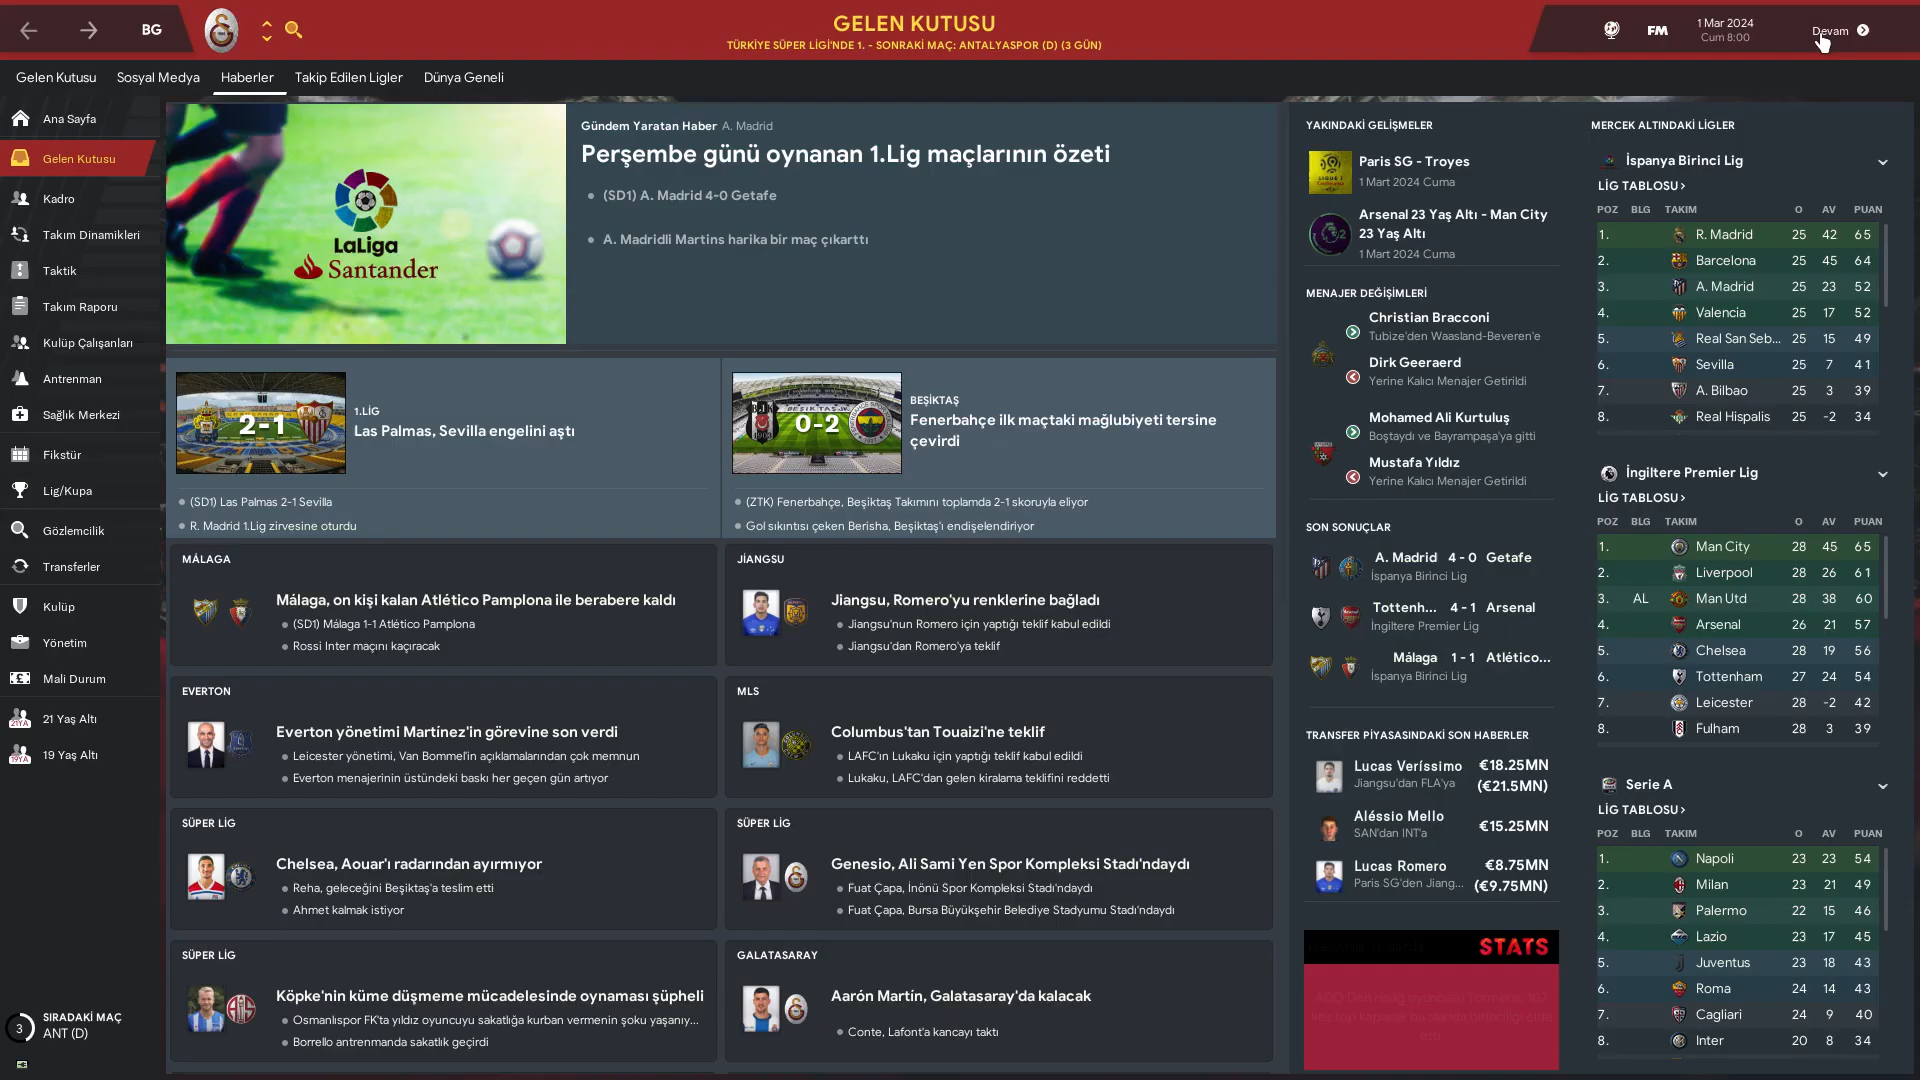 BG
GELEN KUTUSU
TÜRKİYE SÜPER LİGİ'NDE 1. - SONRAKİ MAÇ: ANTALYASPOR (D) (3 GÜN)
FM
1 Mar 2024
Cum 8:00
Devam
Gelen Kutusu
Sosyal Medya
Haberler
Takip Edilen Ligler
Dünya Geneli
Ana Sayfa
Gelen Kutusu
Kadro
Takım Dinamikleri
Taktik
Takım Raporu
Kulüp Çalışanları
Antrenman
Sağlık Merkezi
Fikstür
Lig/Kupa
Gözlemcilik
Transferler
Kulüp
Yönetim
Mali Durum
21YA
21 Yaş Altı
19YA
19 Yaş Altı
3
SIRADAKİ MAÇ
ANT (D)
LaLiga
Santander
Gündem Yaratan Haber A. Madrid
Perşembe günü oynanan 1.Lig maçlarının özeti
(SD1) A. Madrid 4-0 Getafe
A. Madridli Martins harika bir maç çıkarttı
2-1
1.LİG
Las Palmas, Sevilla engelini aştı
(SD1) Las Palmas 2-1 Sevilla
R. Madrid 1.Lig zirvesine oturdu
0-2
BEŞİKTAŞ
Fenerbahçe ilk maçtaki mağlubiyeti tersine
çevirdi
(ZTK) Fenerbahçe, Beşiktaş Takımını toplamda 2-1 skoruyla eliyor
Gol sıkıntısı çeken Berisha, Beşiktaş'ı endişelendiriyor
MÁLAGA
Málaga, on kişi kalan Atlético Pamplona ile berabere kaldı
(SD1) Málaga 1-1 Atlético Pamplona
Rossi Inter maçını kaçıracak
JİANGSU
Jiangsu, Romero'yu renklerine bağladı
Jiangsu'nun Romero için yaptığı teklif kabul edildi
Jiangsu'dan Romero'ya teklif
EVERTON
Everton yönetimi Martínez'in görevine son verdi
Leicester yönetimi, Van Bommel'in açıklamalarından çok memnun
Everton menajerinin üstündeki baskı her geçen gün artıyor
MLS
Columbus'tan Touaizi'ne teklif
LAFC'ın Lukaku için yaptığı teklif kabul edildi
Lukaku, LAFC'dan gelen kiralama teklifini reddetti
SÜPER LİG
Chelsea, Aouar'ı radarından ayırmıyor
Reha, geleceğini Beşiktaş'a teslim etti
Ahmet kalmak istiyor
SÜPER LİG
Genesio, Ali Sami Yen Spor Kompleksi Stadı'ndaydı
Fuat Çapa, İnönü Spor Kompleksi Stadı'ndaydı
Fuat Çapa, Bursa Büyükşehir Belediye Stadyumu Stadı'ndaydı
SÜPER LİG
Köpke'nin küme düşmeme mücadelesinde oynaması şüpheli
Osmanlıspor FK'ta yıldız oyuncuyu sakatlığa kurban vermenin şoku yaşanıy...
Borrello antrenmanda sakatlık geçirdi
GALATASARAY
Aarón Martín, Galatasaray'da kalacak
Conte, Lafont'a kancayı taktı
YAKINDAKİ GELİŞMELER
Paris SG - Troyes
1 Mart 2024 Cuma
Arsenal 23 Yaş Altı - Man City
23 Yaş Altı
1 Mart 2024 Cuma
MENAJER DEĞİŞİMLERİ
Christian Bracconi
Tubize'den Waasland-Beveren'e
Dirk Geeraerd
Yerine Kalıcı Menajer Getirildi
Mohamed Ali Kurtuluş
Boştaydı ve Bayrampaşa'ya gitti
Mustafa Yıldız
Yerine Kalıcı Menajer Getirildi
SON SONUÇLAR
A. Madrid 4 - 0 Getafe
İspanya Birinci Lig
Tottenh... 4 - 1 Arsenal
İngiltere Premier Lig
Málaga 1 - 1 Atlético...
İspanya Birinci Lig
TRANSFER PİYASASINDAKİ SON HABERLER
Lucas Veríssimo €18.25MN
Jiangsu'dan FLA'ya (€21.5MN)
Aléssio Mello €15.25MN
SAN'dan INT'a
Lucas Romero €8.75MN
Paris SG'den Jiang... (€9.75MN)
STATS
MERCEK ALTINDAKİ LİGLER
İspanya Birinci Lig
LİG TABLOSU>
POZ BLG TAKIM O AV PUAN
1. R. Madrid 25 42 65
2. Barcelona 25 45 64
3. A. Madrid 25 23 52
4. Valencia 25 17 52
5. Real San Seb... 25 15 49
6. Sevilla 25 7 41
7. A. Bilbao 25 3 39
8. Real Hispalis 25 -2 34
İngiltere Premier Lig
LİG TABLOSU>
POZ BLG TAKIM O AV PUAN
1. Man City 28 45 65
2. Liverpool 28 26 61
3. AL Man Utd 28 38 60
4. Arsenal 26 21 57
5. Chelsea 28 19 56
6. Tottenham 27 24 54
7. Leicester 28 -2 42
8. Fulham 28 3 39
Serie A
LİG TABLOSU>
POZ BLG TAKIM O AV PUAN
1. Napoli 23 23 54
2. Milan 23 21 49
3. Palermo 22 15 46
4. Lazio 23 17 45
5. Juventus 23 18 43
6. Roma 24 14 43
7. Cagliari 24 9 40
8. Inter 20 8 34